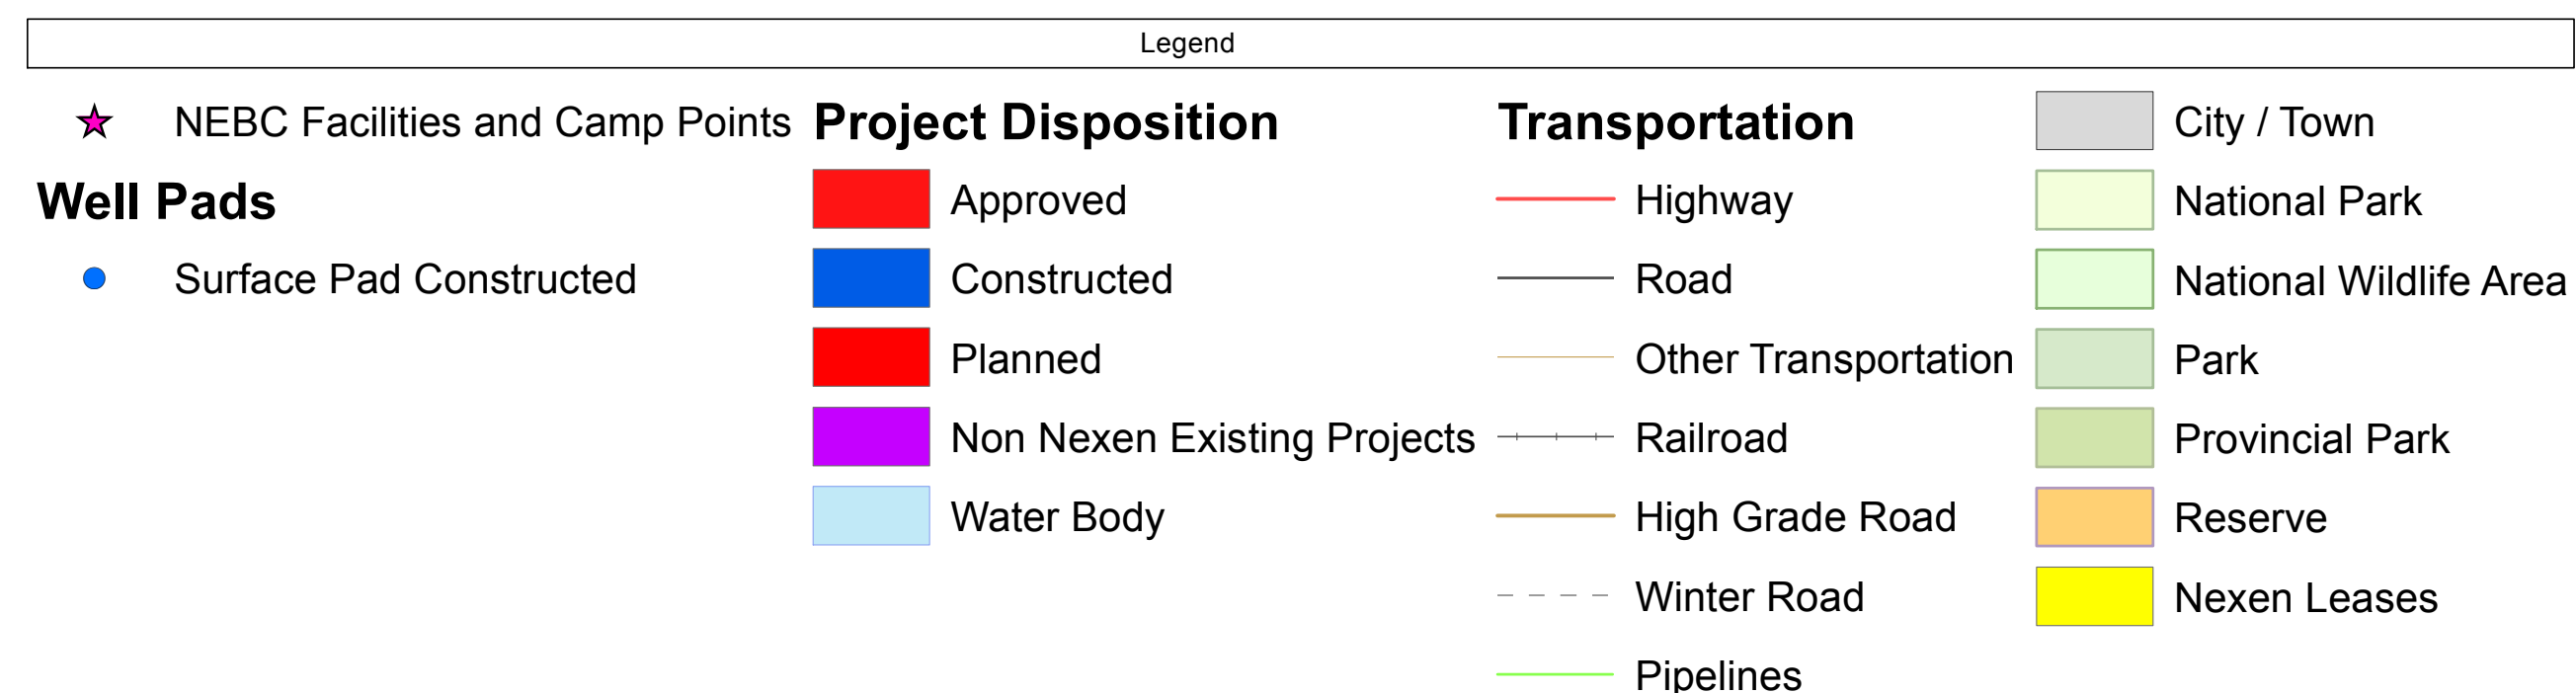 Legend
NEBC Facilities and Camp Points
Well Pads
Surface Pad Constructed
Project Disposition
Approved
Constructed
Planned
Non Nexen Existing Projects
Water Body
Transportation
Highway
Road
Other Transportation
Railroad
High Grade Road
Winter Road
Pipelines
City / Town
National Park
National Wildlife Area
Park
Provincial Park
Reserve
Nexen Leases